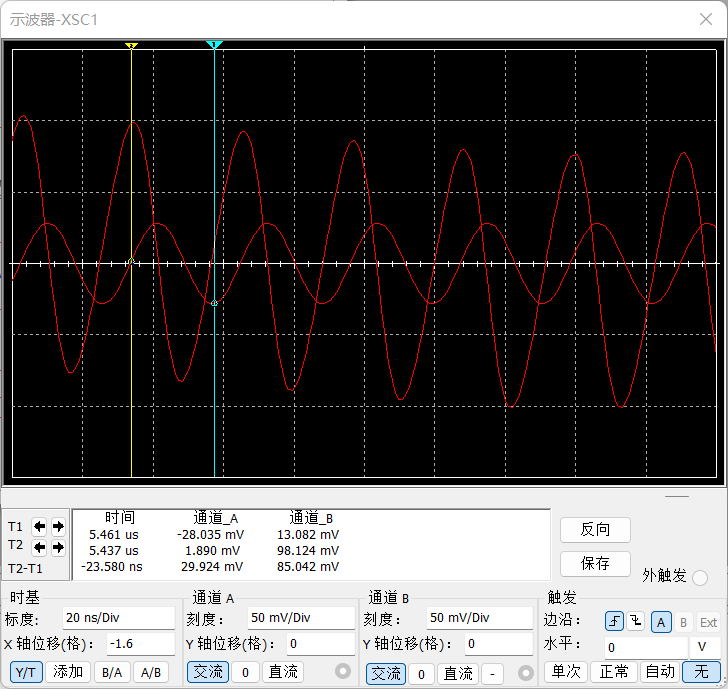 示波器-XSC1
2 1
时间 通道_A 通道_B
T1 5.461 us -28.035 mV 13.082 mV
T2 5.437 us 1.890 mV 98.124 mV
T2-T1 -23.580 ns 29.924 mV 85.042 mV
反向
保存
外触发
时基 通道 A 通道 B 触发
标度: 20 ns/Div 刻度: 50 mV/Div 刻度: 50 mV/Div 边沿: A B Ext
X 轴位移(格): -1.6 Y 轴位移(格): 0 Y 轴位移(格): 0 水平: 0 V
Y/T 添加 B/A A/B 交流 0 直流 交流 0 直流 - 单次 正常 自动 无